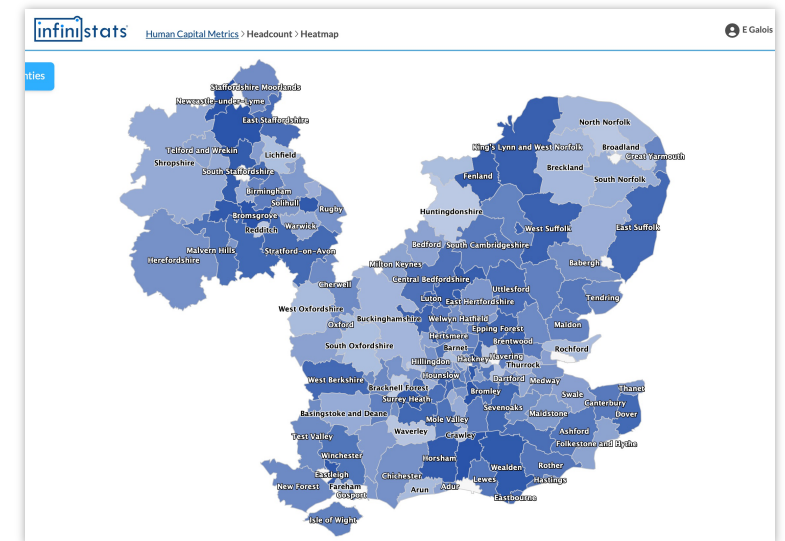 infinistats
Human Capital Metrics > Headcount > Heatmap
E Galois
nties
Staffordshire Moorlands
Newcastle-under-Lyme
East Staffordshire
Telford and Wrekin
Lichfield
Shropshire
South Staffordshire
Birmingham
Solihull
Rugby
Bromsgrove
Redditch
Warwick
Malvern Hills
Stratford-on-Avon
Herefordshire
North Norfolk
King's Lynn and West Norfolk
Broadland
Great Yarmouth
Breckland
Fenland
South Norfolk
Huntingdonshire
West Suffolk
East Suffolk
Bedford
South Cambridgeshire
Milton Keynes
Babergh
Cherwell
Central Bedfordshire
Uttlesford
Luton
East Hertfordshire
Tendring
West Oxfordshire
Buckinghamshire
Welwyn Hatfield
Oxford
Epping Forest
Maldon
Hertsmere
Brentwood
South Oxfordshire
Barnet
Rochford
Hillingdon
Hackney
Havering
Thurrock
Hounslow
West Berkshire
Dartford
Medway
Bracknell Forest
Bromley
Swale
Thanet
Surrey Heath
Sevenoaks
Canterbury
Basingstoke and Deane
Mole Valley
Maidstone
Dover
Waverley
Crawley
Ashford
Test Valley
Folkestone and Hythe
Winchester
Horsham
Wealden
Rother
Eastleigh
Chichester
Lewes
Hastings
New Forest
Fareham
Arun
Adur
Gosport
Eastbourne
Isle of Wight